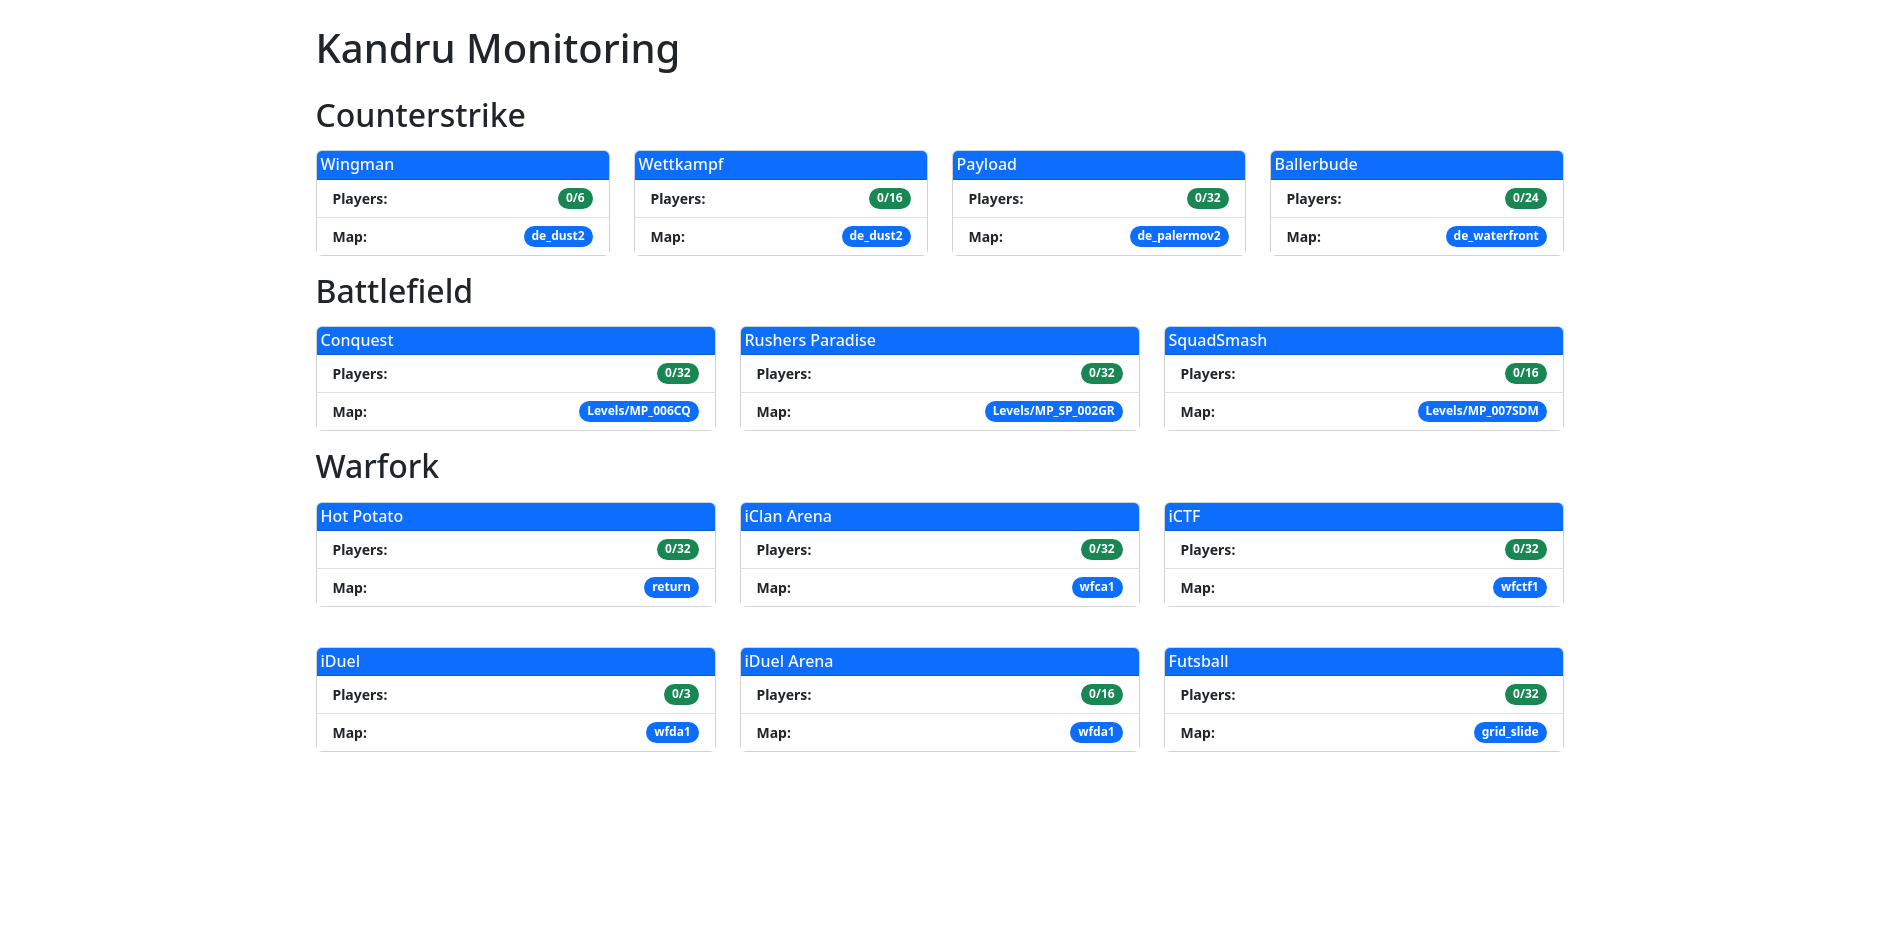 Kandru Monitoring
Counterstrike
Wingman
Players: 0/6
Map: de_dust2
Wettkampf
Players: 0/16
Map: de_dust2
Payload
Players: 0/32
Map: de_palermov2
Ballerbude
Players: 0/24
Map: de_waterfront
Battlefield
Conquest
Players: 0/32
Map: Levels/MP_006CQ
Rushers Paradise
Players: 0/32
Map: Levels/MP_SP_002GR
SquadSmash
Players: 0/16
Map: Levels/MP_007SDM
Warfork
Hot Potato
Players: 0/32
Map: return
iClan Arena
Players: 0/32
Map: wfca1
iCTF
Players: 0/32
Map: wfctf1
iDuel
Players: 0/3
Map: wfda1
iDuel Arena
Players: 0/16
Map: wfda1
Futsball
Players: 0/32
Map: grid_slide